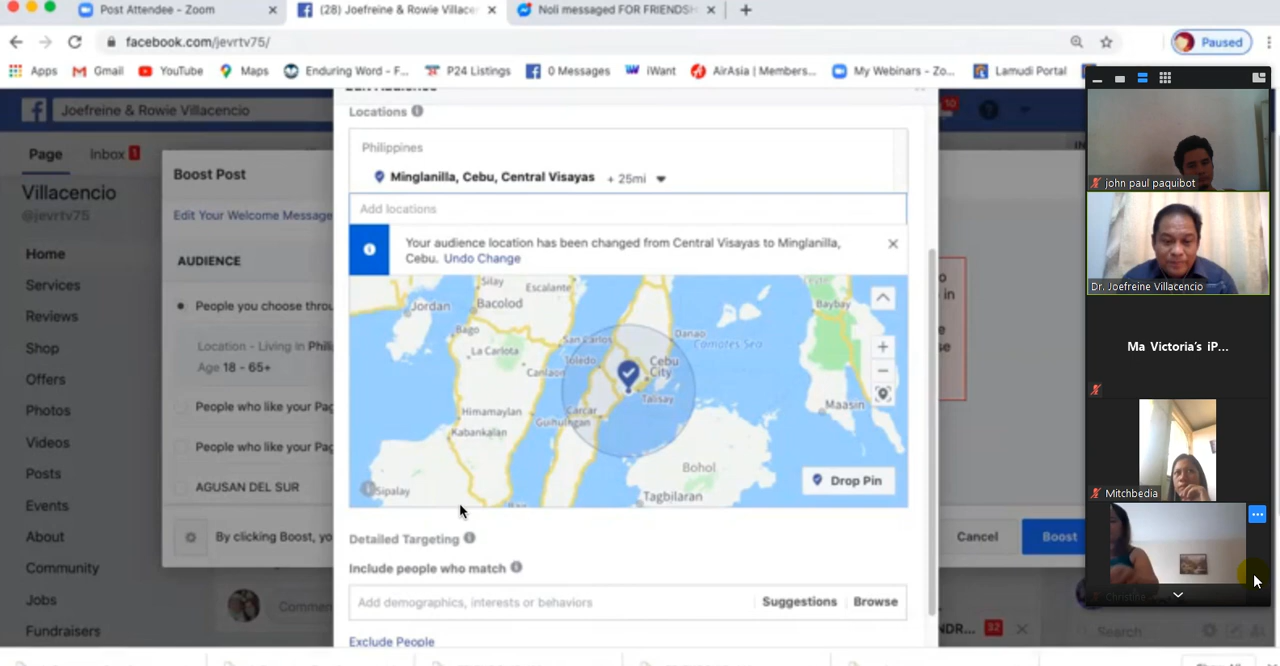 Post Attendee - Zoom
(28) Joefreine & Rowie Villace
Noli messaged FOR FRIENDSH
facebook.com/jevrtv75/
Paused
Apps
Gmail
YouTube
Maps
Enduring Word - F...
P24 Listings
0 Messages
iWant
AirAsia | Members...
My Webinars - Zo...
Lamudi Portal
Joefreine & Rowie Villacencio
10
Page
Inbox 1
Villacencio
@jevrtv75
Home
Services
Reviews
Shop
Offers
Photos
Videos
Posts
Events
About
Community
Jobs
Fundraisers
Boost Post
Edit Your Welcome Message
AUDIENCE
People you choose throu
Location - Living in Phili
Age 18 - 65+
People who like your Pag
People who like your Pag
AGUSAN DEL SUR
By clicking Boost, yo
Commen
Locations
Philippines
Minglanilla, Cebu, Central Visayas + 25mi
Add locations
Your audience location has been changed from Central Visayas to Minglanilla,
Cebu. Undo Change
Silay
Escalante
Jordan
Bacolod
Bago
San Carlos
Danao
Camotes Sea
Baybay
La Carlota
Toledo
Cebu
City
Canlaon
Talisay
Himamaylan
Carcar
Guihulngan
Maasin
Kabankalan
Bohol
Sipalay
Tagbilaran
Drop Pin
Detailed Targeting
Include people who match
Add demographics, interests or behaviors
Suggestions
Browse
Exclude People
Cancel
Boost
32
Search
john paul paquibot
Dr. Joefreine Villacencio
Ma Victoria's iP...
Mitchbedia